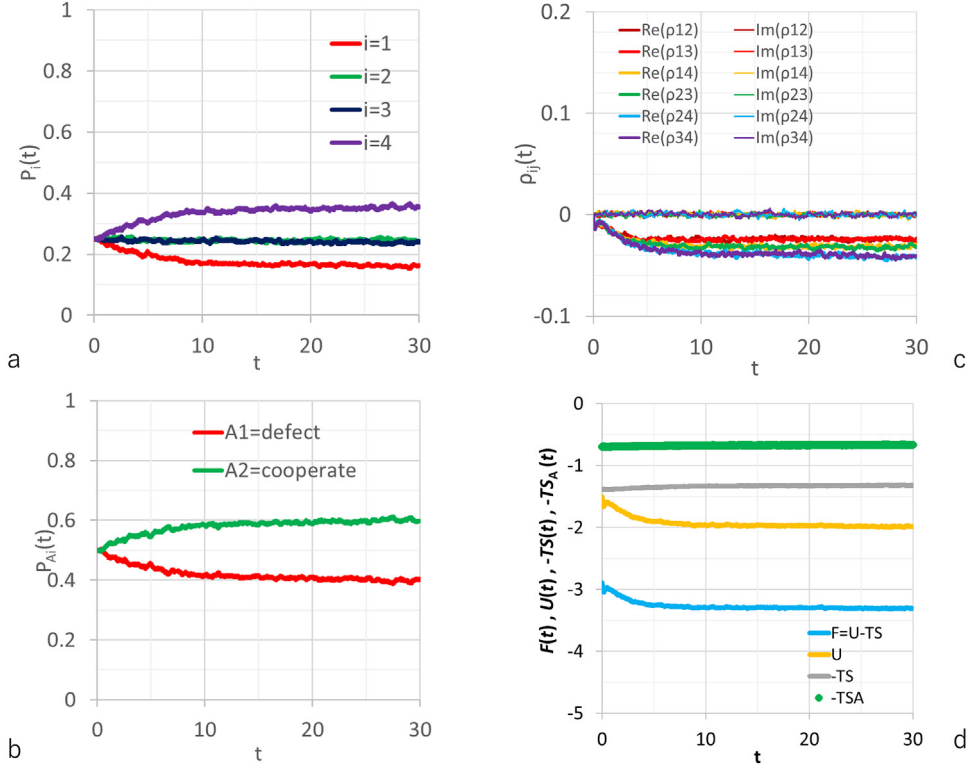 1
0.8
0.6
0.4
0.2
0
P_i(t)
i=1
i=2
i=3
i=4
0 10 20 30
t
a
0.2
0.1
0
-0.1
ρ_ij(t)
Re(ρ12) Im(ρ12)
Re(ρ13) Im(ρ13)
Re(ρ14) Im(ρ14)
Re(ρ23) Im(ρ23)
Re(ρ24) Im(ρ24)
Re(ρ34) Im(ρ34)
0 10 20 30
t
c
1
0.8
0.6
0.4
0.2
0
P_Ai(t)
A1=defect
A2=cooperate
0 10 20 30
t
b
0
-1
-2
-3
-4
-5
F(t) , U(t) , -TS(t) , -TS_A (t)
F=U-TS
U
-TS
-TSA
0 10 20 30
t
d